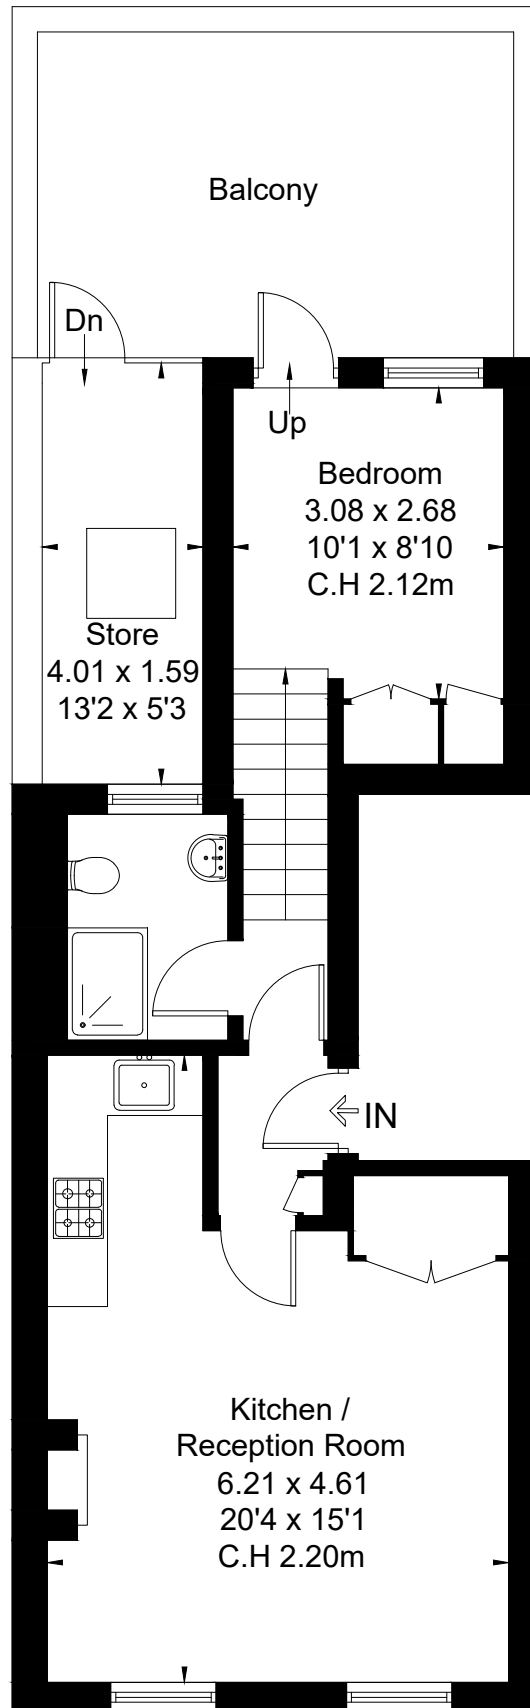 Balcony
Dn
Up
Bedroom
3.08 x 2.68
10'1 x 8'10
C.H 2.12m
Store
4.01 x 1.59
13'2 x 5'3
IN
Kitchen /
Reception Room
6.21 x 4.61
20'4 x 15'1
C.H 2.20m